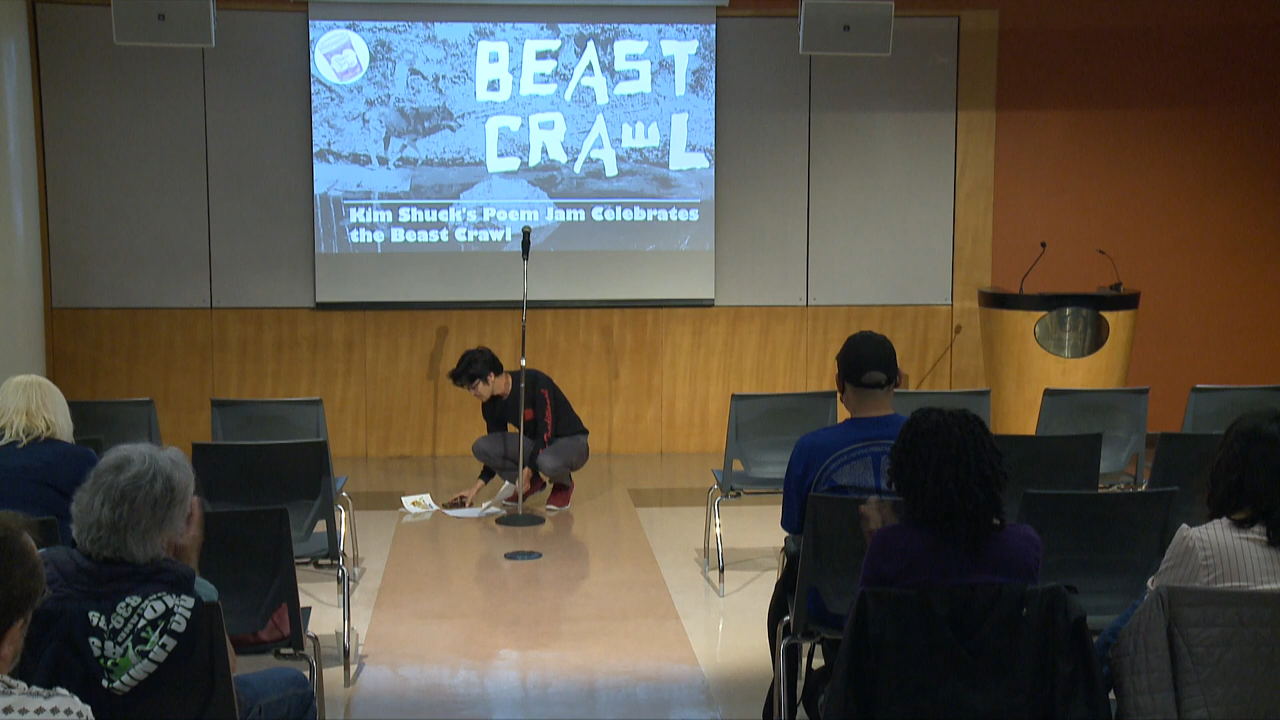 BEAST
CRAWL
Kim Shuck's Poem Jam Celebrates
the Beast Crawl